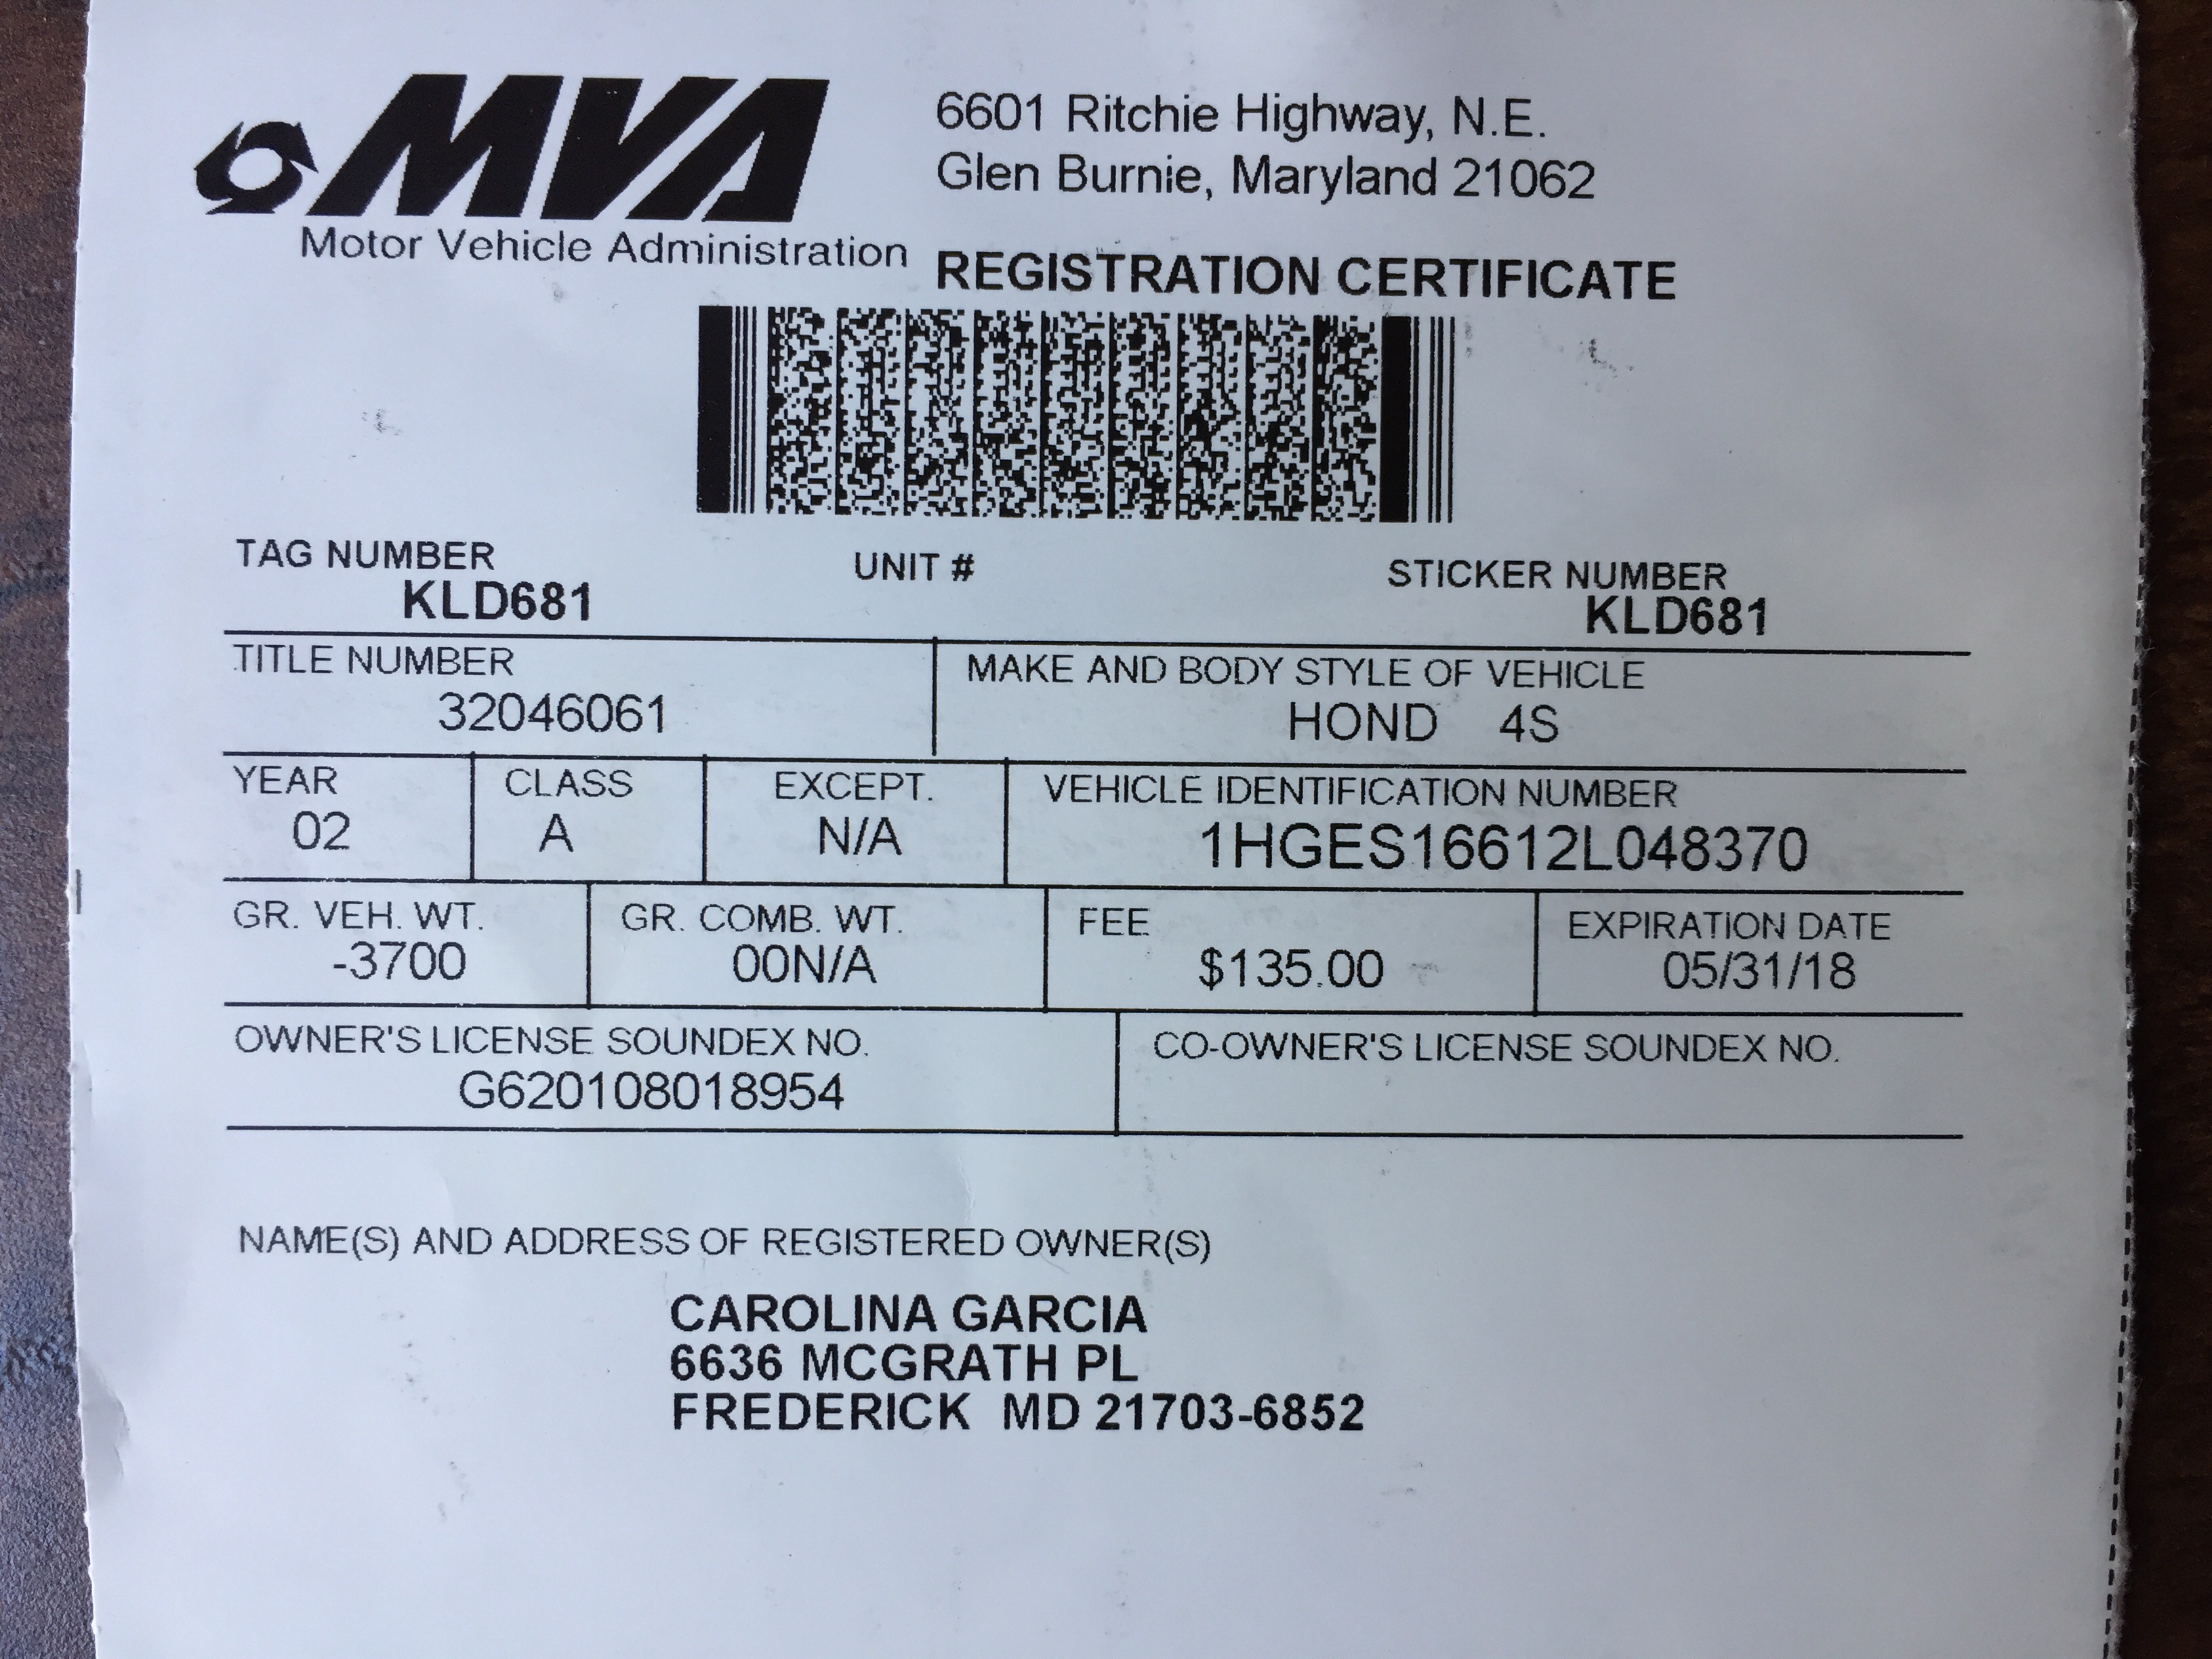 MVA
6601 Ritchie Highway, N.E.
Glen Burnie, Maryland 21062
Motor Vehicle Administration REGISTRATION CERTIFICATE
TAG NUMBER UNIT # STICKER NUMBER
KLD681 KLD681
TITLE NUMBER MAKE AND BODY STYLE OF VEHICLE
32046061 HOND 4S
YEAR CLASS EXCEPT. VEHICLE IDENTIFICATION NUMBER
02 A N/A 1HGES16612L048370
GR. VEH. WT. GR. COMB. WT. FEE EXPIRATION DATE
-3700 00N/A $135.00 05/31/18
OWNER'S LICENSE SOUNDEX NO. CO-OWNER'S LICENSE SOUNDEX NO.
G620108018954
NAME(S) AND ADDRESS OF REGISTERED OWNER(S)
CAROLINA GARCIA
6636 MCGRATH PL
FREDERICK MD 21703-6852